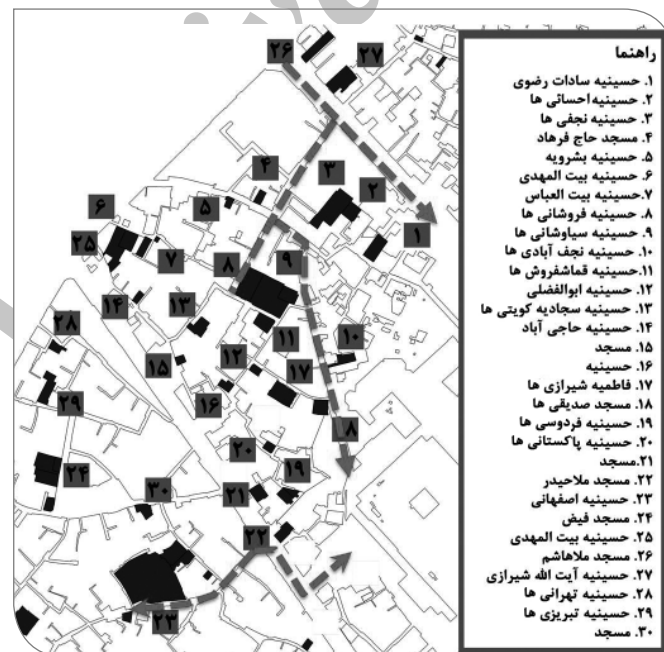 راهنما
۱. حسینیه سادات رضوی
۲. حسینیه احسائی ها
۳. حسینیه نجفی ها
۴. مسجد حاج فرهاد
۵. حسینیه بشرویه
۶. حسینیه بیت المهدی
۷.حسینیه بیت العباس
۸. حسینیه فروشانی ها
۹. حسینیه سیاوشانی ها
۱۰. حسینیه نجف آبادی ها
۱۱.حسینیه قماشفروش ها
۱۲. حسینیه ابوالفضلی
۱۳. حسینیه سجادیه کویتی ها
۱۴. حسینیه حاجی آباد
۱۵. مسجد
۱۶. حسینیه
۱۷. فاطمیه شیرازی ها
۱۸. مسجد صدیقی ها
۱۹. حسینیه فردوسی ها
۲۰. حسینیه پاکستانی ها
۲۱.مسجد
۲۲. مسجد ملاحیدر
۲۳. حسینیه اصفهانی
۲۴. مسجد فیض
۲۵. حسینیه بیت المهدی
۲۶. مسجد ملاهاشم
۲۷. حسینیه آیت الله شیرازی
۲۸. حسینیه تهرانی ها
۲۹. حسینیه تبریزی ها
۳۰. مسجد
۲۶
۲۷
۴
۳
۲
۶
۵
۱
۲۵
۷
۸
۹
۱۴
۱۳
۲۸
۱۱
۱۰
۱۵
۱۲
۱۷
۲۹
۱۶
۸
۲۰
۲۴
۱۹
۳۰
۲۱
۲۲
۲۳